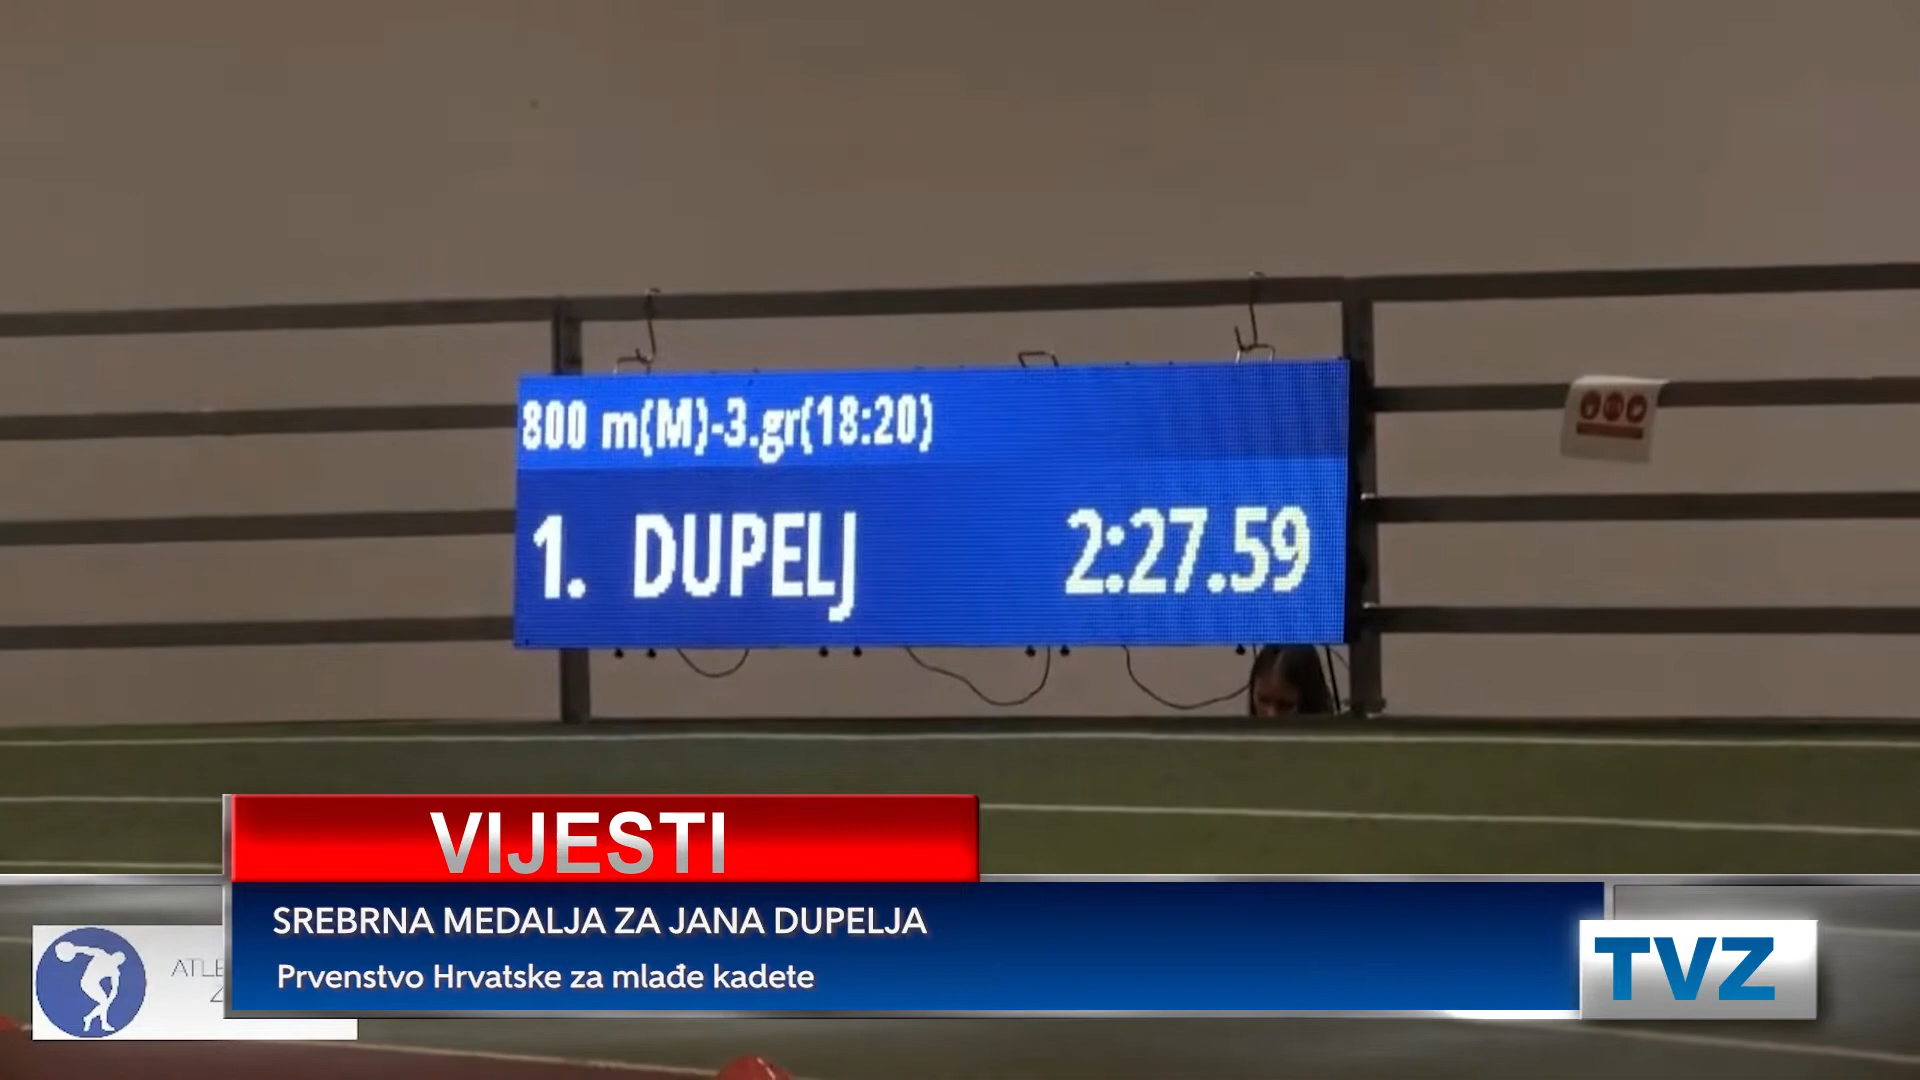 800 m(M)-3.gr(18:20)
1. DUPELJ 2:27.59
VIJESTI
SREBRNA MEDALJA ZA JANA DUPELJA
Prvenstvo Hrvatske za mlađe kadete
TVZ